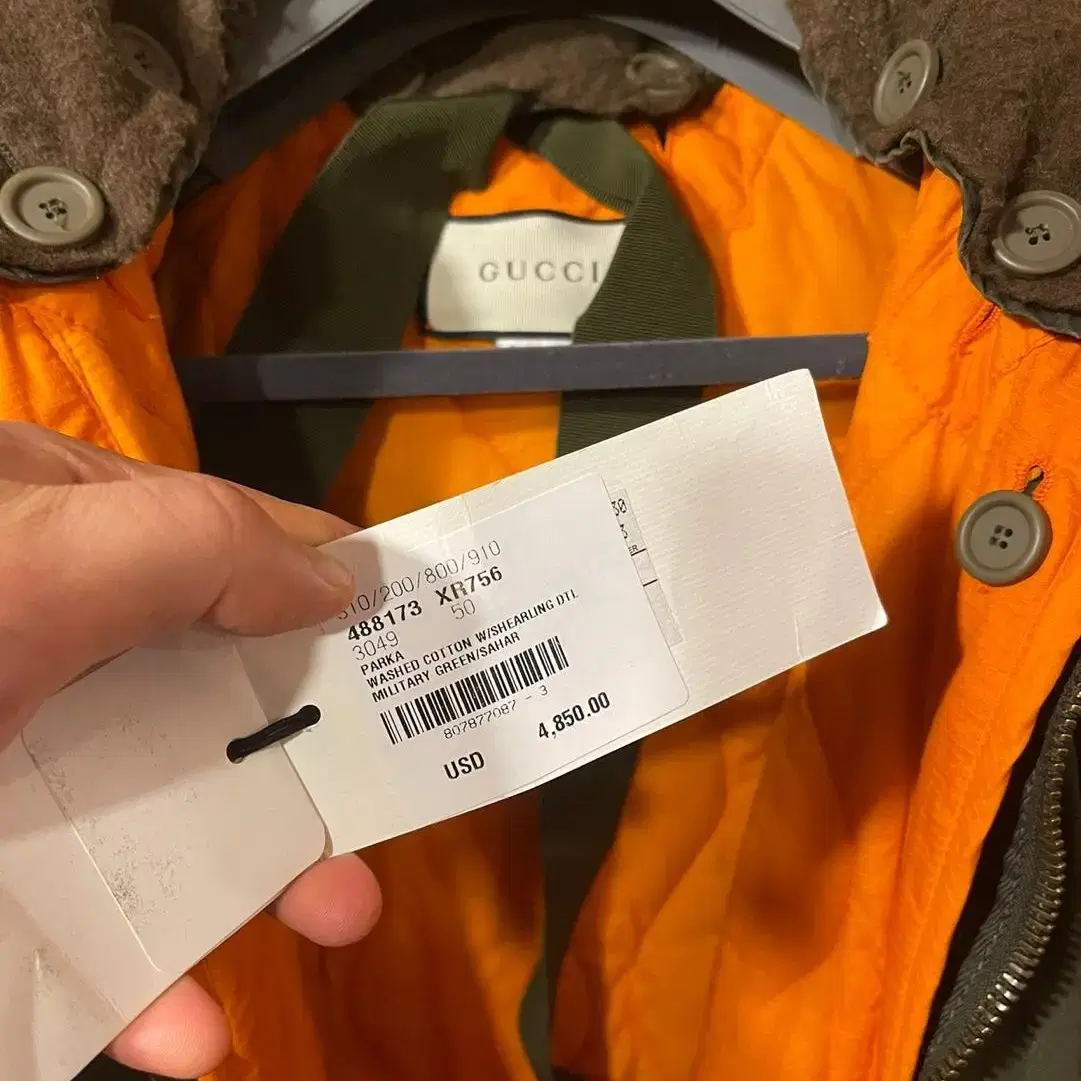 GUCCI
310/200/800/910
488173 XR756
3049 50
PARKA
WASHED COTTON W/SHEARLING DTL
MILITARY GREEN/SAHAR
807877087 - 3
USD 4,850.00